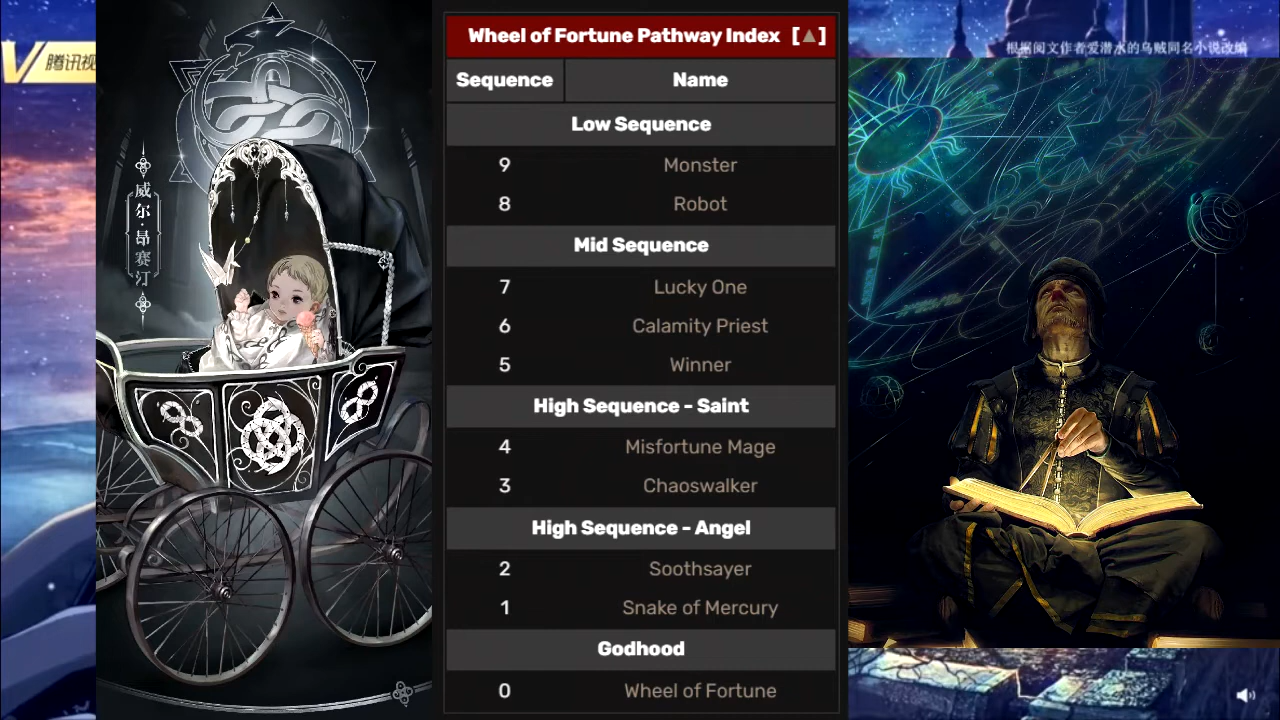 腾讯视
根据阅文作者爱潜水的乌贼同名小说改编
威尔·昂赛汀
Wheel of Fortune Pathway Index [▲]
Sequence Name
Low Sequence
9 Monster
8 Robot
Mid Sequence
7 Lucky One
6 Calamity Priest
5 Winner
High Sequence - Saint
4 Misfortune Mage
3 Chaoswalker
High Sequence - Angel
2 Soothsayer
1 Snake of Mercury
Godhood
0 Wheel of Fortune